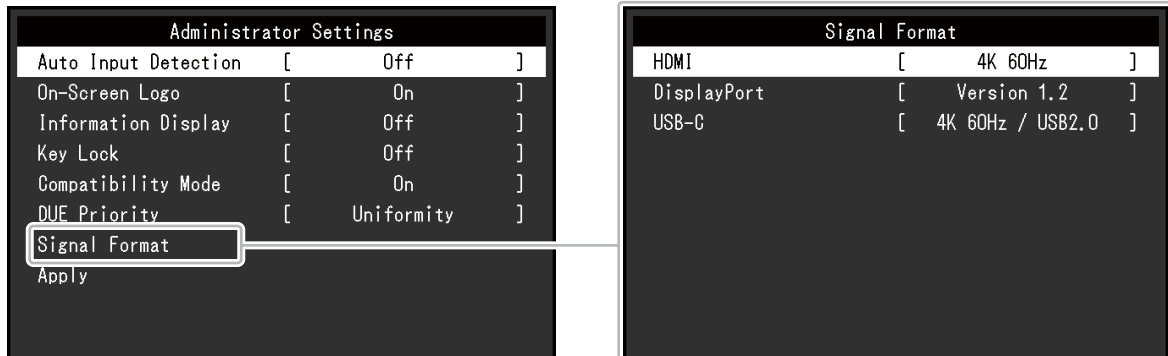 Administrator Settings
Auto Input Detection [ Off ]
On-Screen Logo [ On ]
Information Display [ Off ]
Key Lock [ Off ]
Compatibility Mode [ On ]
DUE Priority [ Uniformity ]
Signal Format
Apply
Signal Format
HDMI [ 4K 60Hz ]
DisplayPort [ Version 1.2 ]
USB-C [ 4K 60Hz / USB2.0 ]